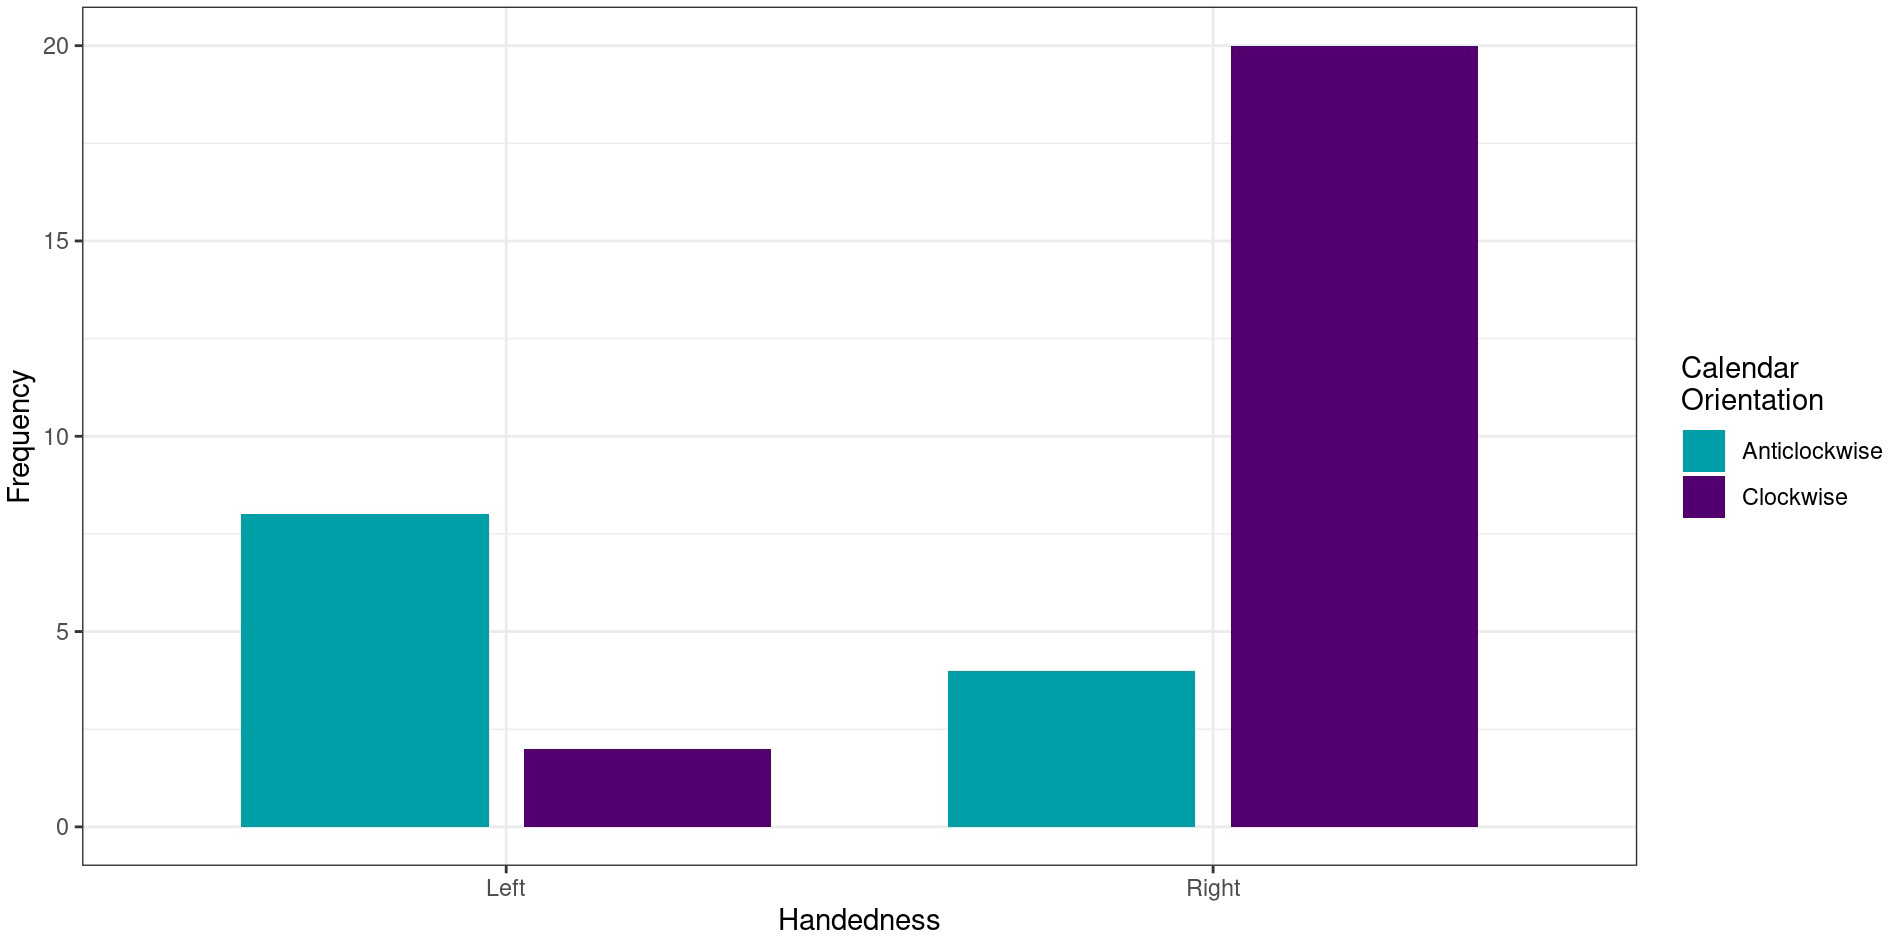 20
15
10
5
0
Frequency
Left
Right
Handedness
Calendar
Orientation
Anticlockwise
Clockwise